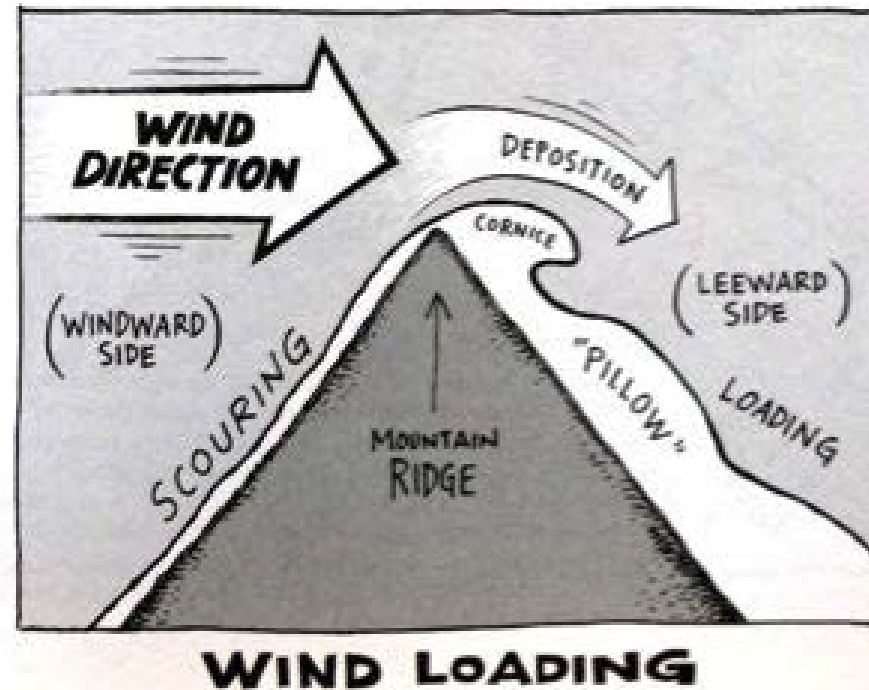 WIND
DIRECTION
DEPOSITION
CORNICE
(WINDWARD
SIDE)
(LEEWARD
SIDE)
SCOURING
"PILLOW"
LOADING
MOUNTAIN
RIDGE
WIND LOADING